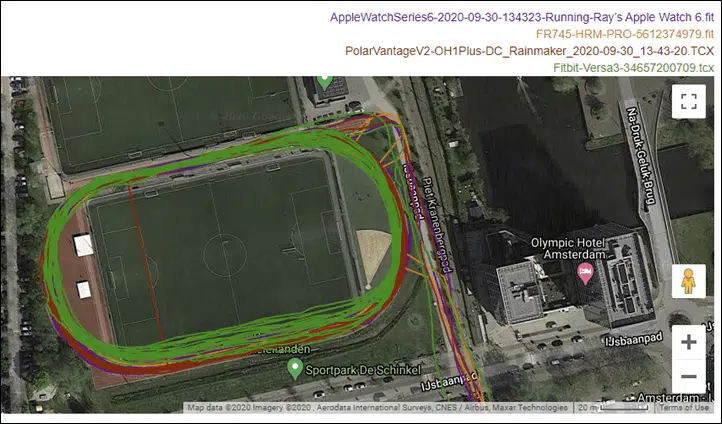 AppleWatchSeries6-2020-09-30-134323-Running-Ray's Apple Watch 6.fit
FR745-HRM-PRO-5612374979.fit
PolarVantageV2-OH1Plus-DC_Rainmaker_2020-09-30_13-43-20.TCX
Fitbit-Versa3-34657200709.tcx
Na-Druk-Geluk-Brug
IJsbaanpad
Piet Kranenbergpad
Olympic Hotel
Amsterdam
IJsbaanpad
Sportpark De Schinkel
IJsbaanpad
Amsterdam -
Map data ©2020 Imagery ©2020 , Aerodata International Surveys, CNES / Airbus, Maxar Technologies
20 m
Terms of Use